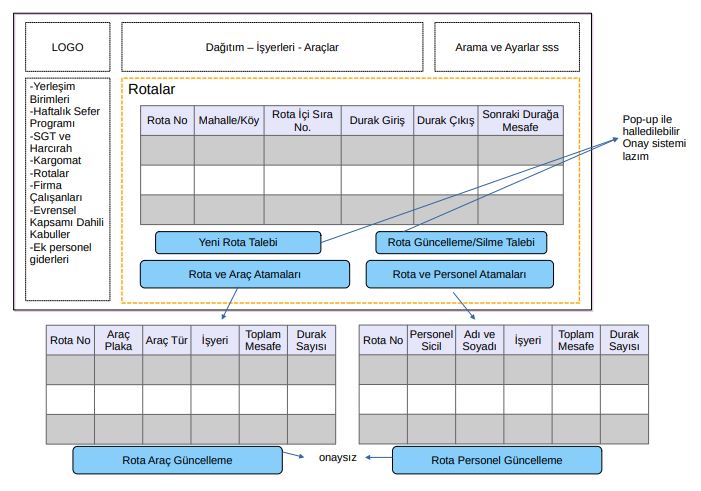 LOGO
Dağıtım – İşyerleri - Araçlar
Arama ve Ayarlar sss
-Yerleşim
Birimleri
-Haftalık Sefer
Programı
-SGT ve
Harcırah
-Kargomat
-Rotalar
-Firma
Çalışanları
-Evrensel
Kapsamı Dahili
Kabuller
-Ek personel
giderleri
Rotalar
Rota No
Mahalle/Köy
Rota İçi Sıra
No.
Durak Giriş
Durak Çıkış
Sonraki Durağa
Mesafe
Pop-up ile
halledilebilir
Onay sistemi
lazım
Yeni Rota Talebi
Rota Güncelleme/Silme Talebi
Rota ve Araç Atamaları
Rota ve Personel Atamaları
Rota No
Araç
Plaka
Araç Tür
İşyeri
Toplam
Mesafe
Durak
Sayısı
Rota No
Personel
Sicil
Adı ve
Soyadı
İşyeri
Toplam
Mesafe
Durak
Sayısı
Rota Araç Güncelleme
onaysız
Rota Personel Güncelleme